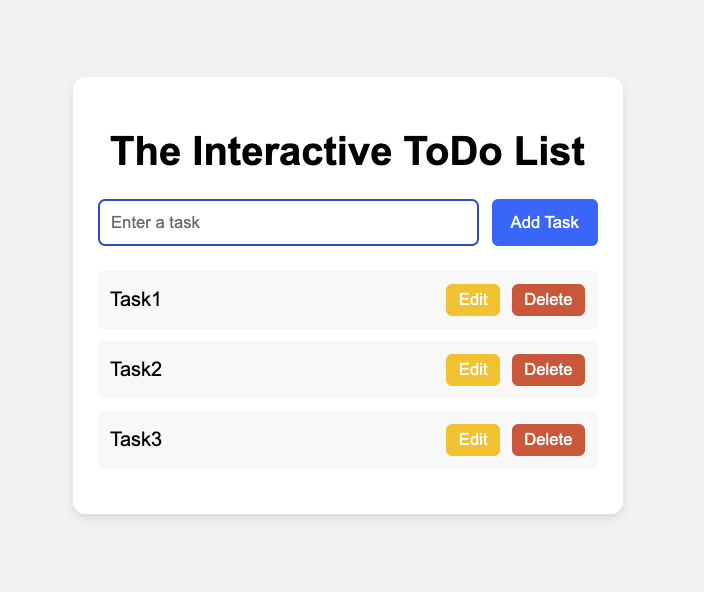 The Interactive ToDo List
Enter a task Add Task
Task1 Edit Delete
Task2 Edit Delete
Task3 Edit Delete